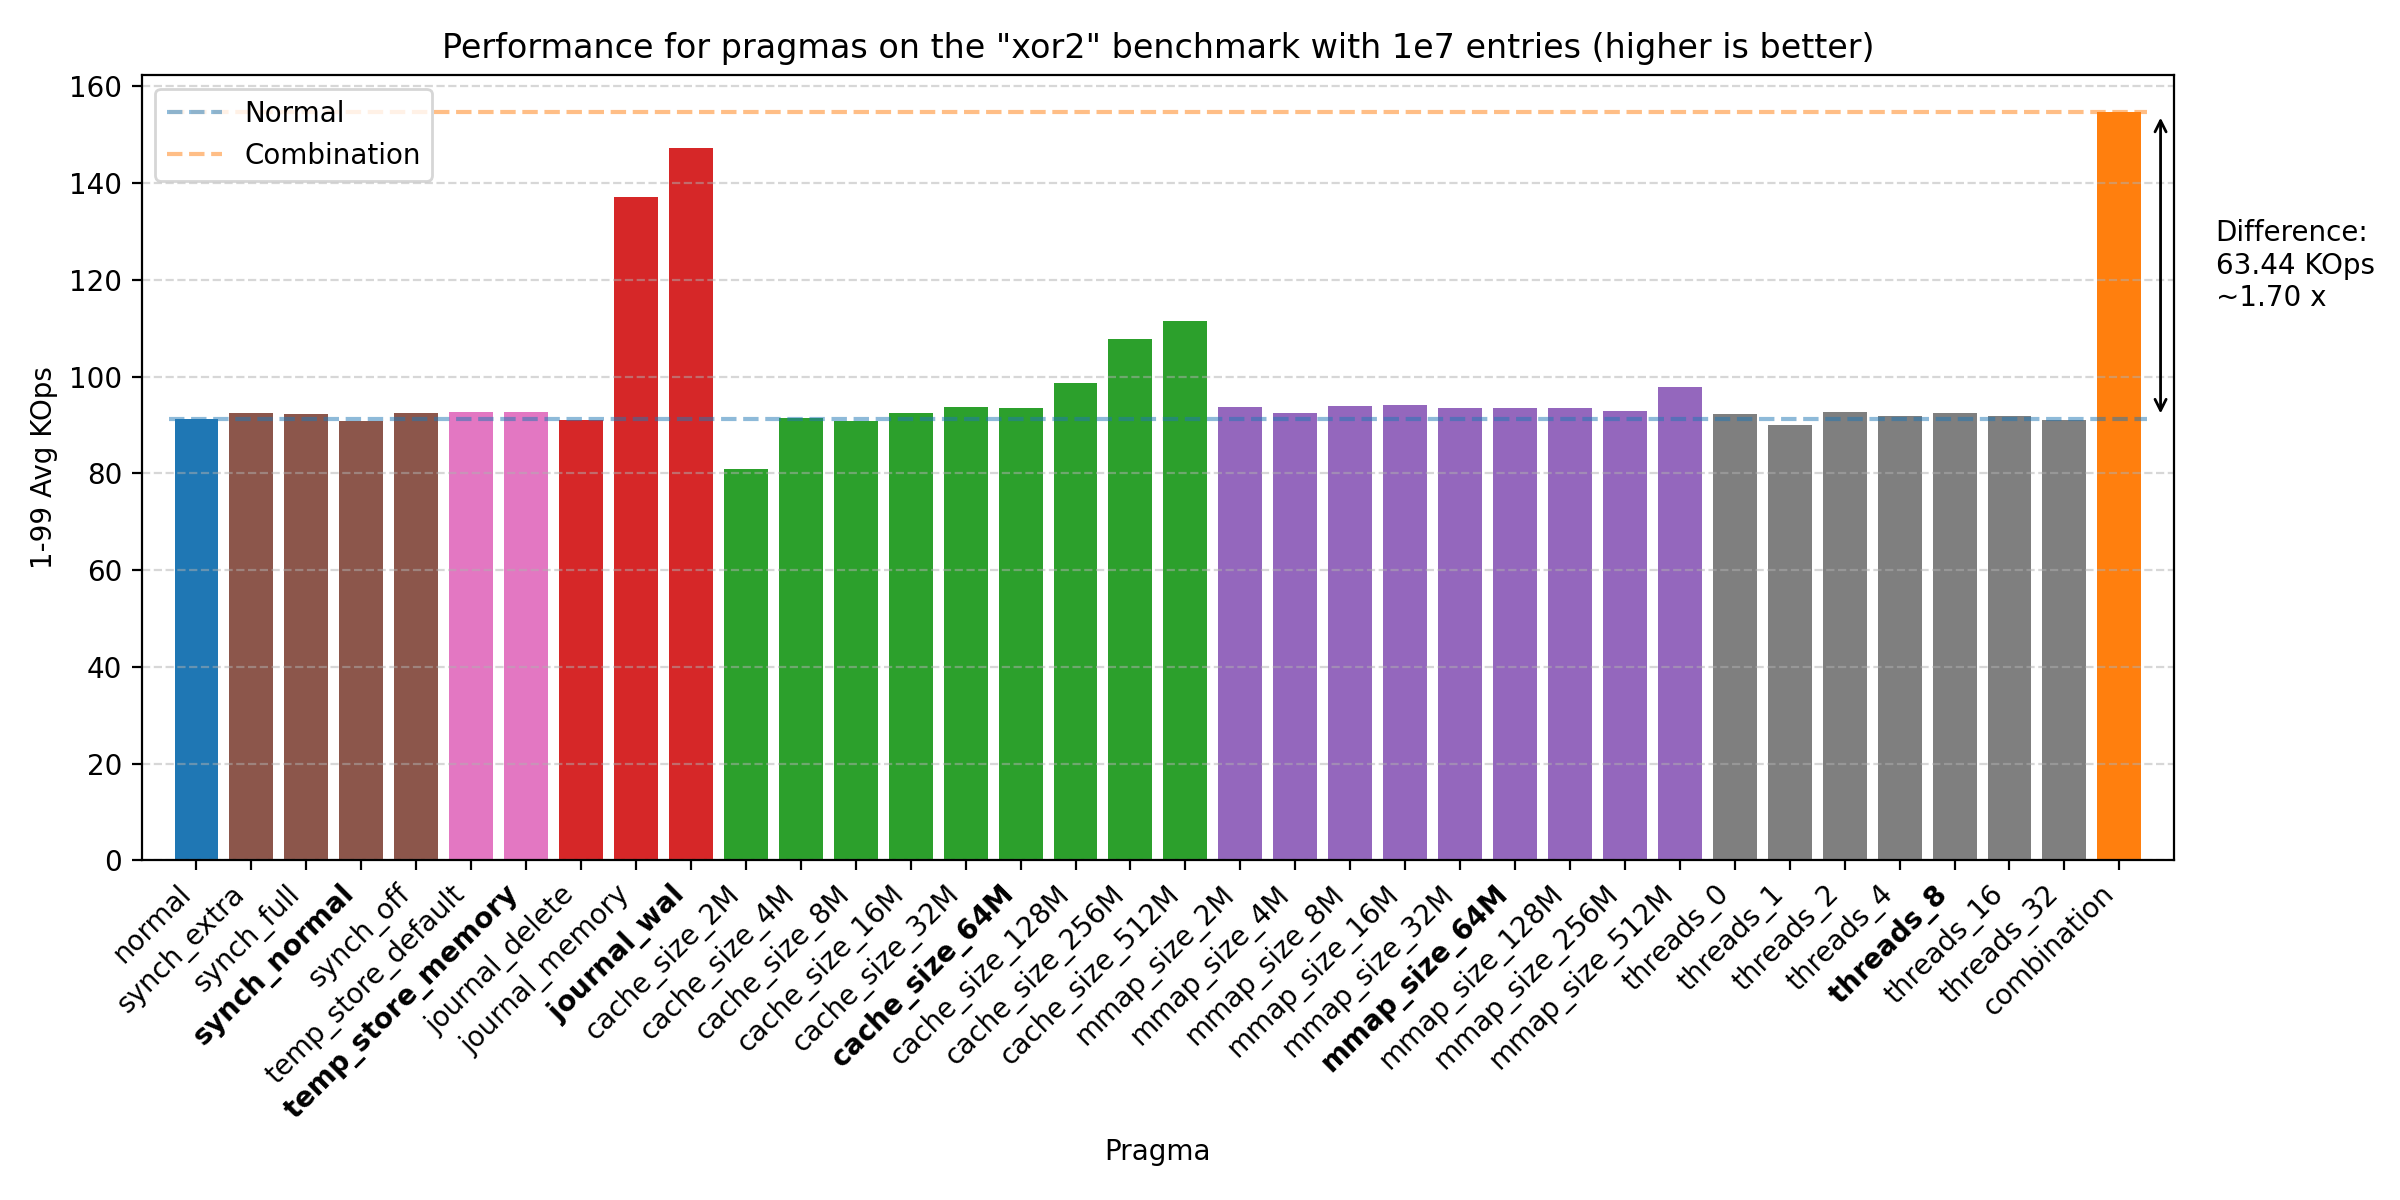 Performance for pragmas on the "xor2" benchmark with 1e7 entries (higher is better)
Normal
Combination
160
140
120
100
80
60
40
20
0
1-99 Avg KOps
Difference:
63.44 KOps
~1.70 x
normal
synch_extra
synch_full
synch_normal
synch_off
temp_store_default
temp_store_memory
journal_delete
journal_memory
journal_wal
cache_size_2M
cache_size_4M
cache_size_8M
cache_size_16M
cache_size_32M
cache_size_64M
cache_size_128M
cache_size_256M
cache_size_512M
mmap_size_2M
mmap_size_4M
mmap_size_8M
mmap_size_16M
mmap_size_32M
mmap_size_64M
mmap_size_128M
mmap_size_256M
mmap_size_512M
threads_0
threads_1
threads_2
threads_4
threads_8
threads_16
threads_32
combination
Pragma